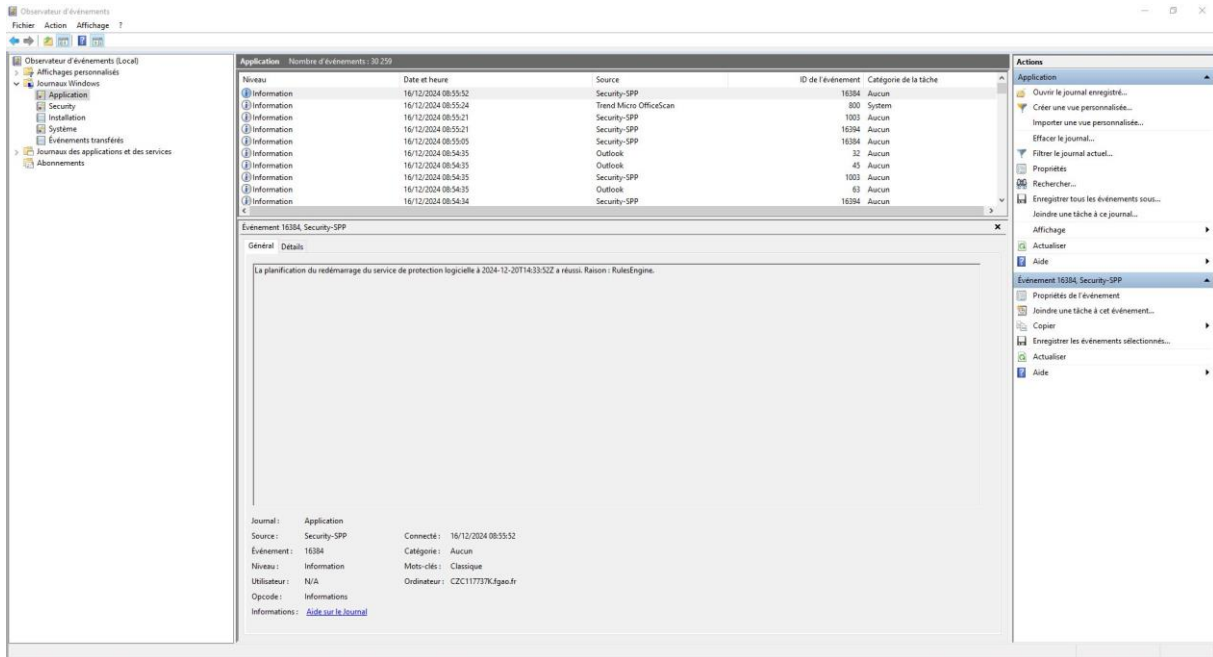 Observateur d'événements
Fichier Action Affichage ?
Observateur d'événements (Local)
Affichages personnalisés
Journaux Windows
Application
Security
Installation
Système
Événements transférés
Journaux des applications et des services
Abonnements
Application Nombre d'événements : 30 259
Niveau Date et heure Source ID de l'événement Catégorie de la tâche
Information 16/12/2024 08:55:52 Security-SPP 16384 Aucun
Information 16/12/2024 08:55:24 Trend Micro OfficeScan 800 System
Information 16/12/2024 08:55:21 Security-SPP 1003 Aucun
Information 16/12/2024 08:55:21 Security-SPP 16394 Aucun
Information 16/12/2024 08:55:05 Security-SPP 16384 Aucun
Information 16/12/2024 08:54:35 Outlook 32 Aucun
Information 16/12/2024 08:54:35 Outlook 45 Aucun
Information 16/12/2024 08:54:35 Security-SPP 1003 Aucun
Information 16/12/2024 08:54:35 Outlook 63 Aucun
Information 16/12/2024 08:54:34 Security-SPP 16394 Aucun
Événement 16384, Security-SPP
Général Détails
La planification du redémarrage du service de protection logicielle à 2024-12-20T14:33:52Z a réussi. Raison : RulesEngine.
Journal : Application
Source : Security-SPP Connecté : 16/12/2024 08:55:52
Événement : 16384 Catégorie : Aucun
Niveau : Information Mots-clés : Classique
Utilisateur : N/A Ordinateur : CZC117737K.fgao.fr
Opcode : Informations
Informations : Aide sur le Journal
Actions
Application
Ouvrir le journal enregistré...
Créer une vue personnalisée...
Importer une vue personnalisée...
Effacer le journal...
Filtrer le journal actuel...
Propriétés
Rechercher...
Enregistrer tous les événements sous...
Joindre une tâche à ce journal...
Affichage
Actualiser
Aide
Événement 16384, Security-SPP
Propriétés de l'événement
Joindre une tâche à cet événement...
Copier
Enregistrer les événements sélectionnés...
Actualiser
Aide